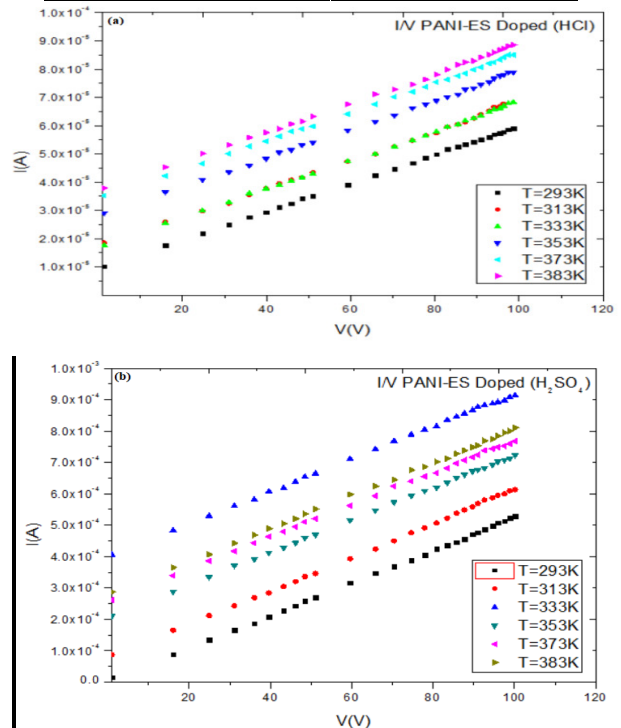 (a)
I/V PANI-ES Doped (HCl)
1.0x10⁻⁴
9.0x10⁻⁵
8.0x10⁻⁵
7.0x10⁻⁵
6.0x10⁻⁵
5.0x10⁻⁵
4.0x10⁻⁵
3.0x10⁻⁵
2.0x10⁻⁵
1.0x10⁻⁵
I(A)
T=293K
T=313K
T=333K
T=353K
T=373K
T=383K
20 40 60 80 100 120
V(V)
(b)
I/V PANI-ES Doped (H₂SO₄)
1.0x10⁻³
9.0x10⁻⁴
8.0x10⁻⁴
7.0x10⁻⁴
6.0x10⁻⁴
5.0x10⁻⁴
4.0x10⁻⁴
3.0x10⁻⁴
2.0x10⁻⁴
1.0x10⁻⁴
0.0
I(A)
T=293K
T=313K
T=333K
T=353K
T=373K
T=383K
0 20 40 60 80 100 120
V(V)